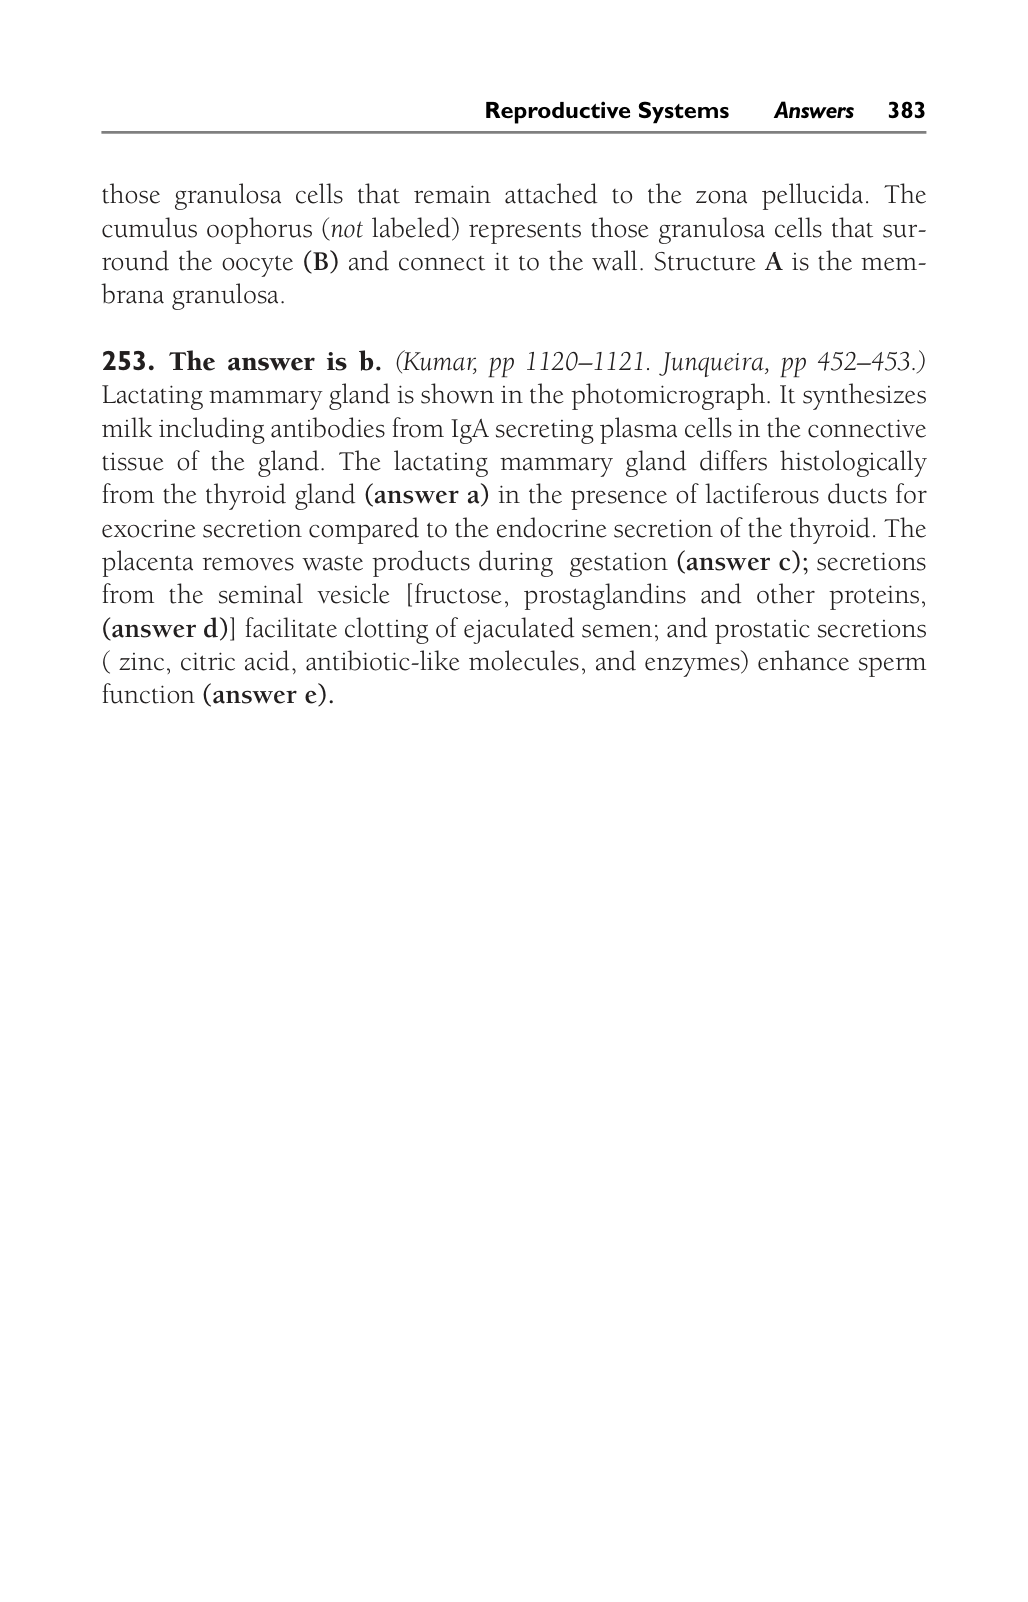 Reproductive Systems Answers 383
those granulosa cells that remain attached to the zona pellucida. The
cumulus oophorus (not labeled) represents those granulosa cells that sur-
round the oocyte (B) and connect it to the wall. Structure A is the mem-
brana granulosa.
253. The answer is b. (Kumar, pp 1120–1121. Junqueira, pp 452–453.)
Lactating mammary gland is shown in the photomicrograph. It synthesizes
milk including antibodies from IgA secreting plasma cells in the connective
tissue of the gland. The lactating mammary gland differs histologically
from the thyroid gland (answer a) in the presence of lactiferous ducts for
exocrine secretion compared to the endocrine secretion of the thyroid. The
placenta removes waste products during gestation (answer c); secretions
from the seminal vesicle [fructose, prostaglandins and other proteins,
(answer d)] facilitate clotting of ejaculated semen; and prostatic secretions
( zinc, citric acid, antibiotic-like molecules, and enzymes) enhance sperm
function (answer e).